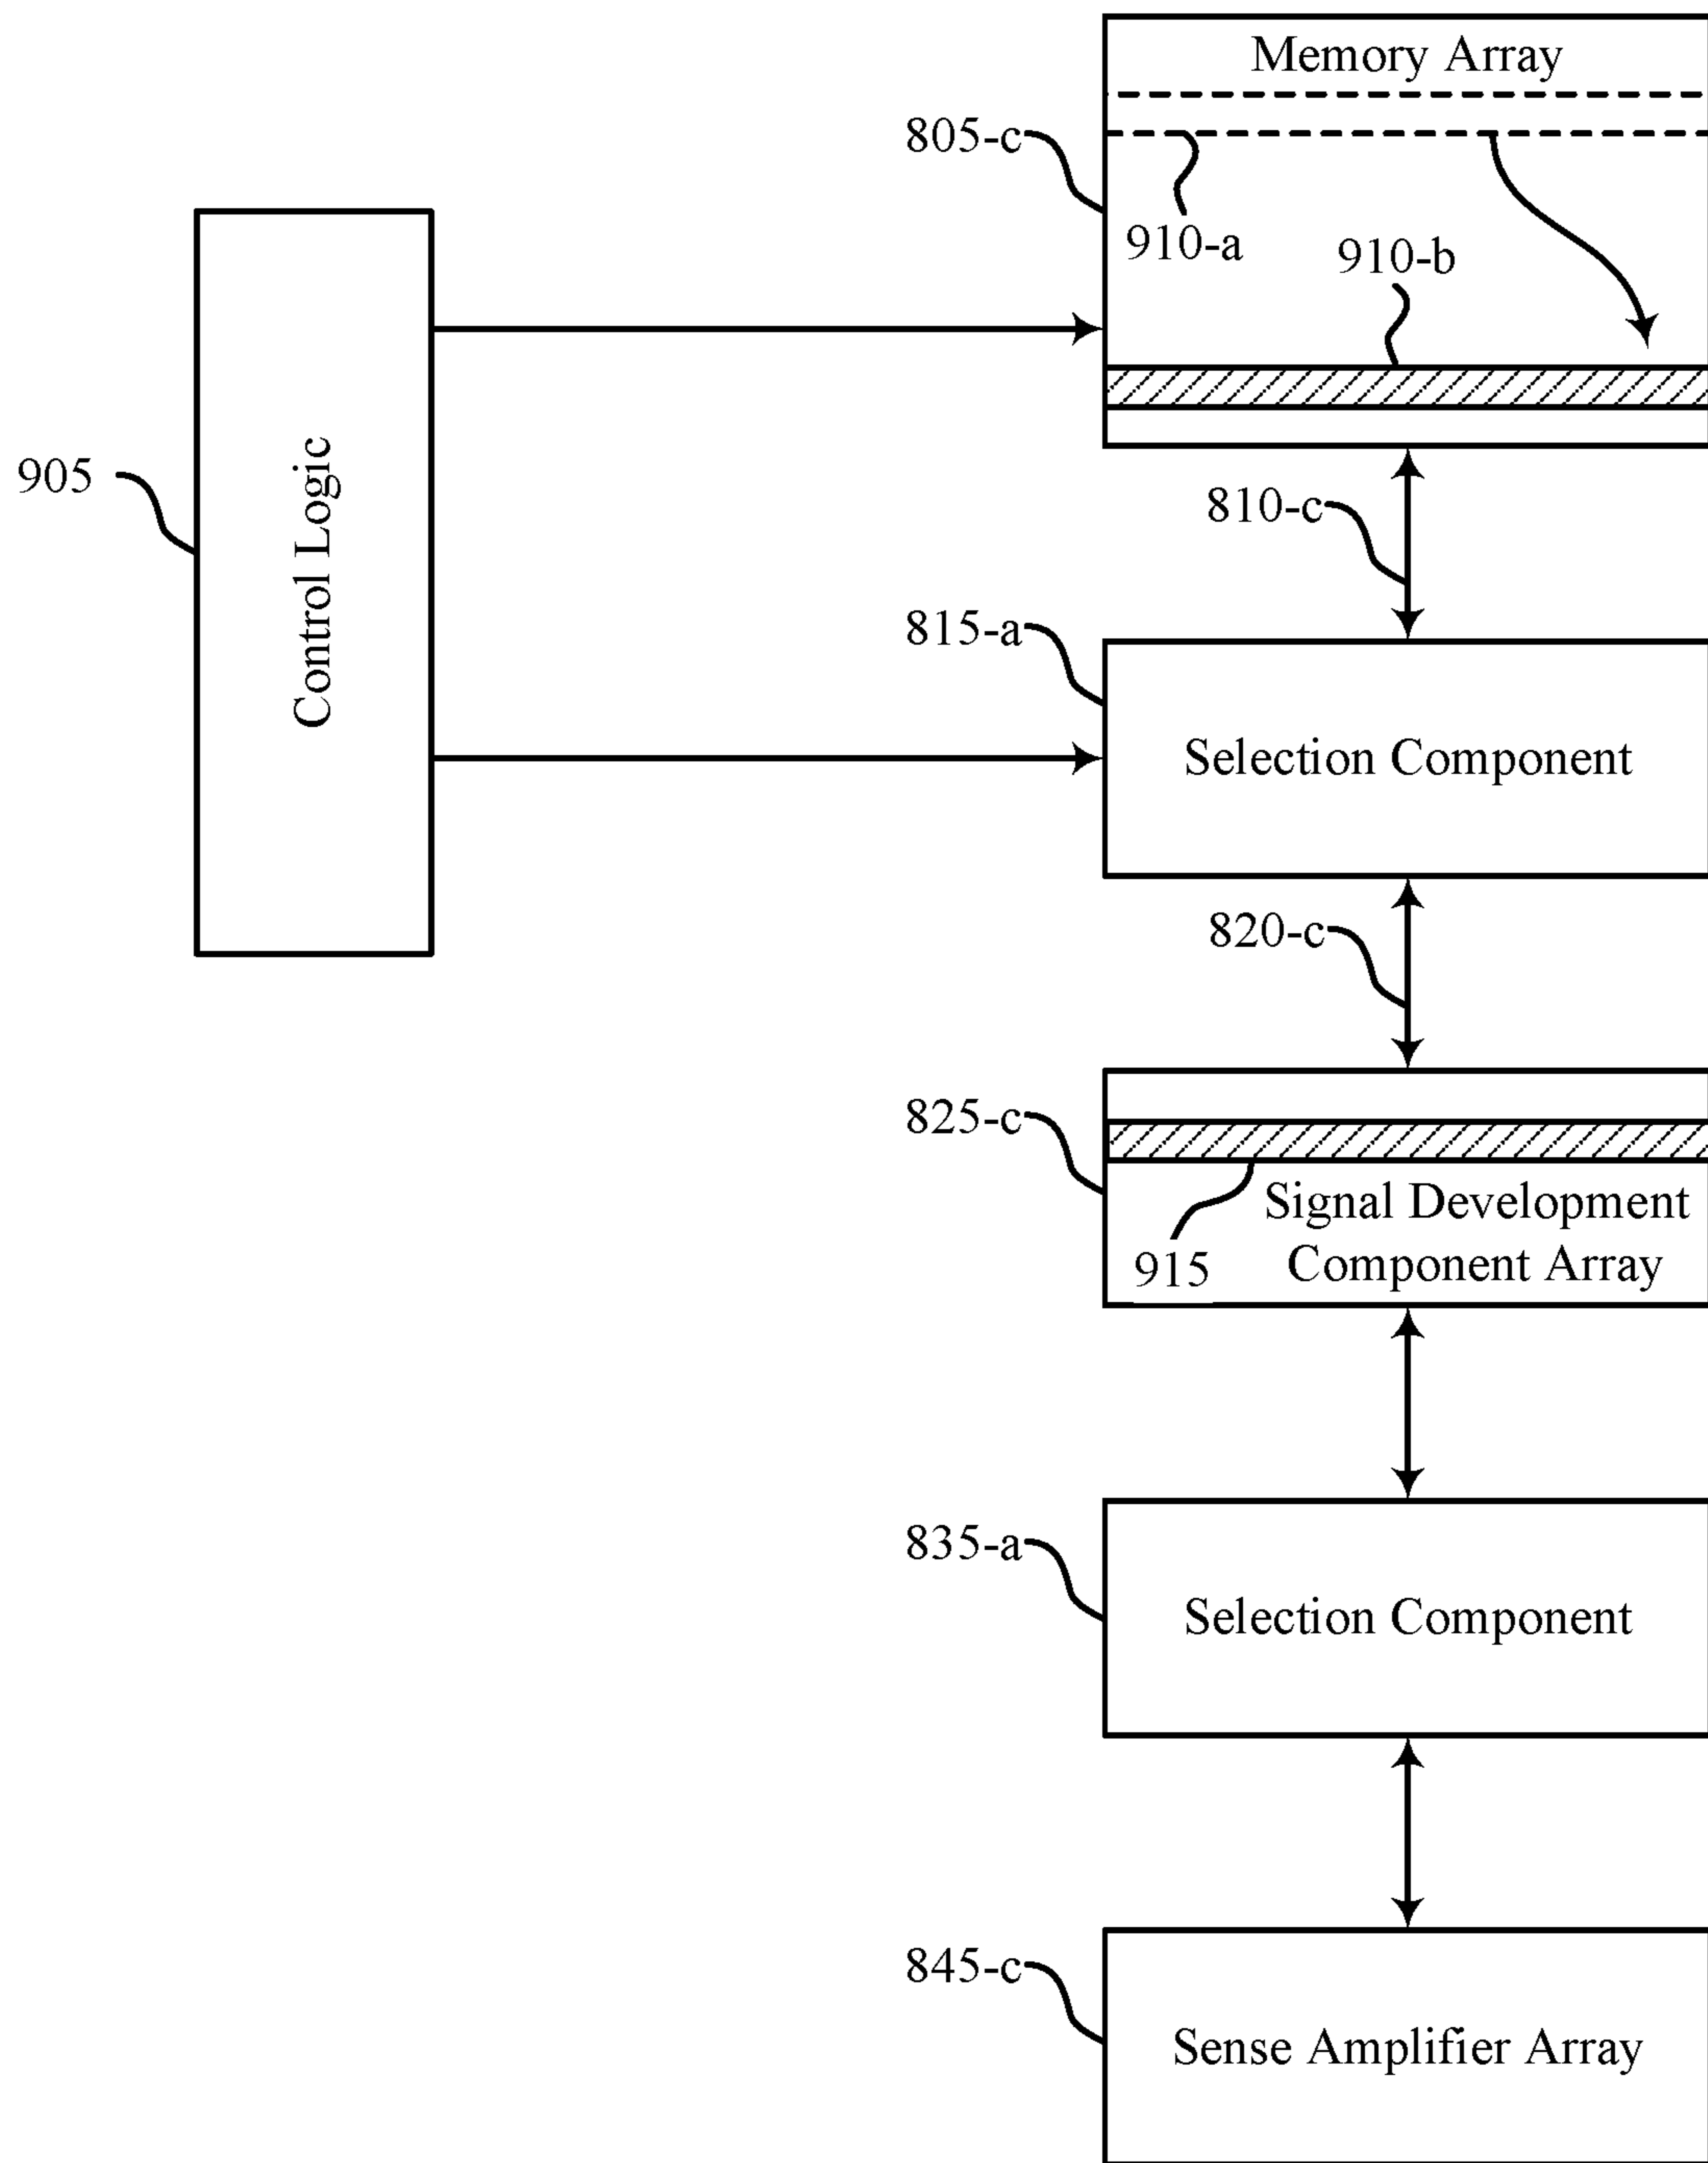 Memory Array
805-c
910-a
910-b
905
Control Logic
810-c
815-a
Selection Component
820-c
825-c
Signal Development
Component Array
915
835-a
Selection Component
845-c
Sense Amplifier Array